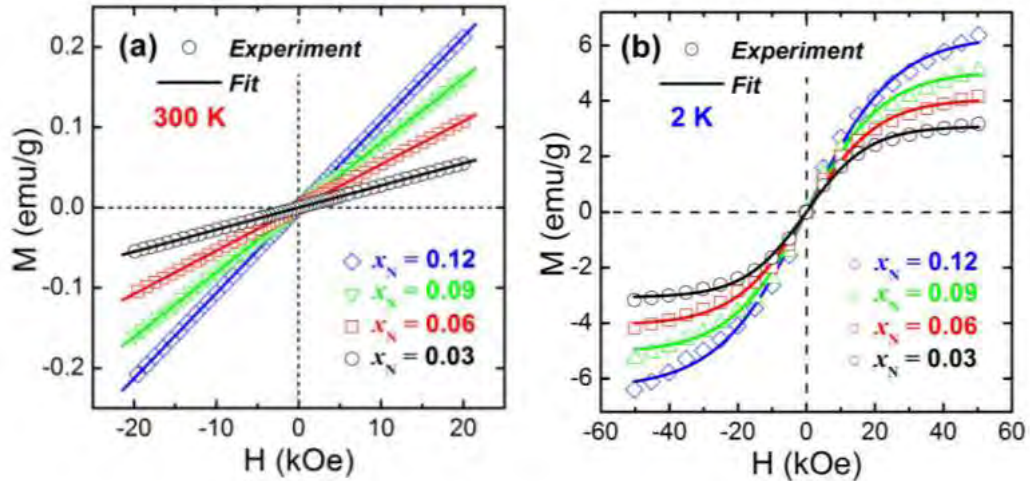 (a) Experiment
Fit
300 K
0.2
0.1
0.0
-0.1
-0.2
M (emu/g)
xN = 0.12
xN = 0.09
xN = 0.06
xN = 0.03
-20 -10 0 10 20
H (kOe)
(b) Experiment
Fit
2 K
6
4
2
0
-2
-4
-6
M (emu/g)
xN = 0.12
xN = 0.09
xN = 0.06
xN = 0.03
-60 -40 -20 0 20 40 60
H (kOe)